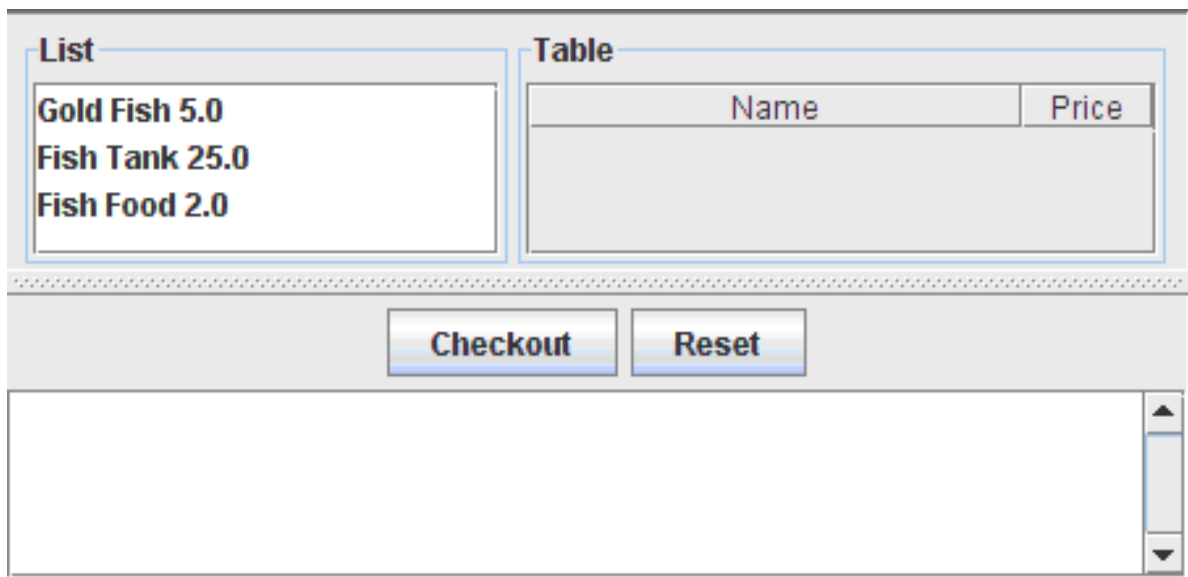 List
Gold Fish 5.0
Fish Tank 25.0
Fish Food 2.0
Table
Name Price
Checkout Reset